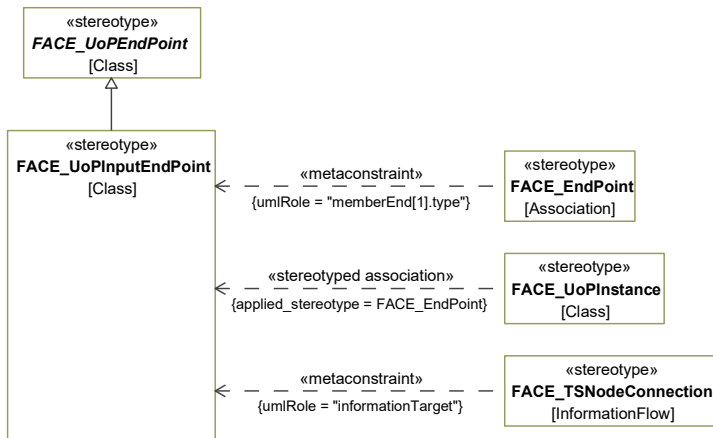 «stereotype»
FACE_UoPEndPoint
[Class]
«stereotype»
FACE_UoPInputEndPoint
[Class]
«metaconstraint»
{umlRole = "memberEnd[1].type"}
«stereotype»
FACE_EndPoint
[Association]
«stereotyped association»
{applied_stereotype = FACE_EndPoint}
«stereotype»
FACE_UoPInstance
[Class]
«metaconstraint»
{umlRole = "informationTarget"}
«stereotype»
FACE_TSNodeConnection
[InformationFlow]